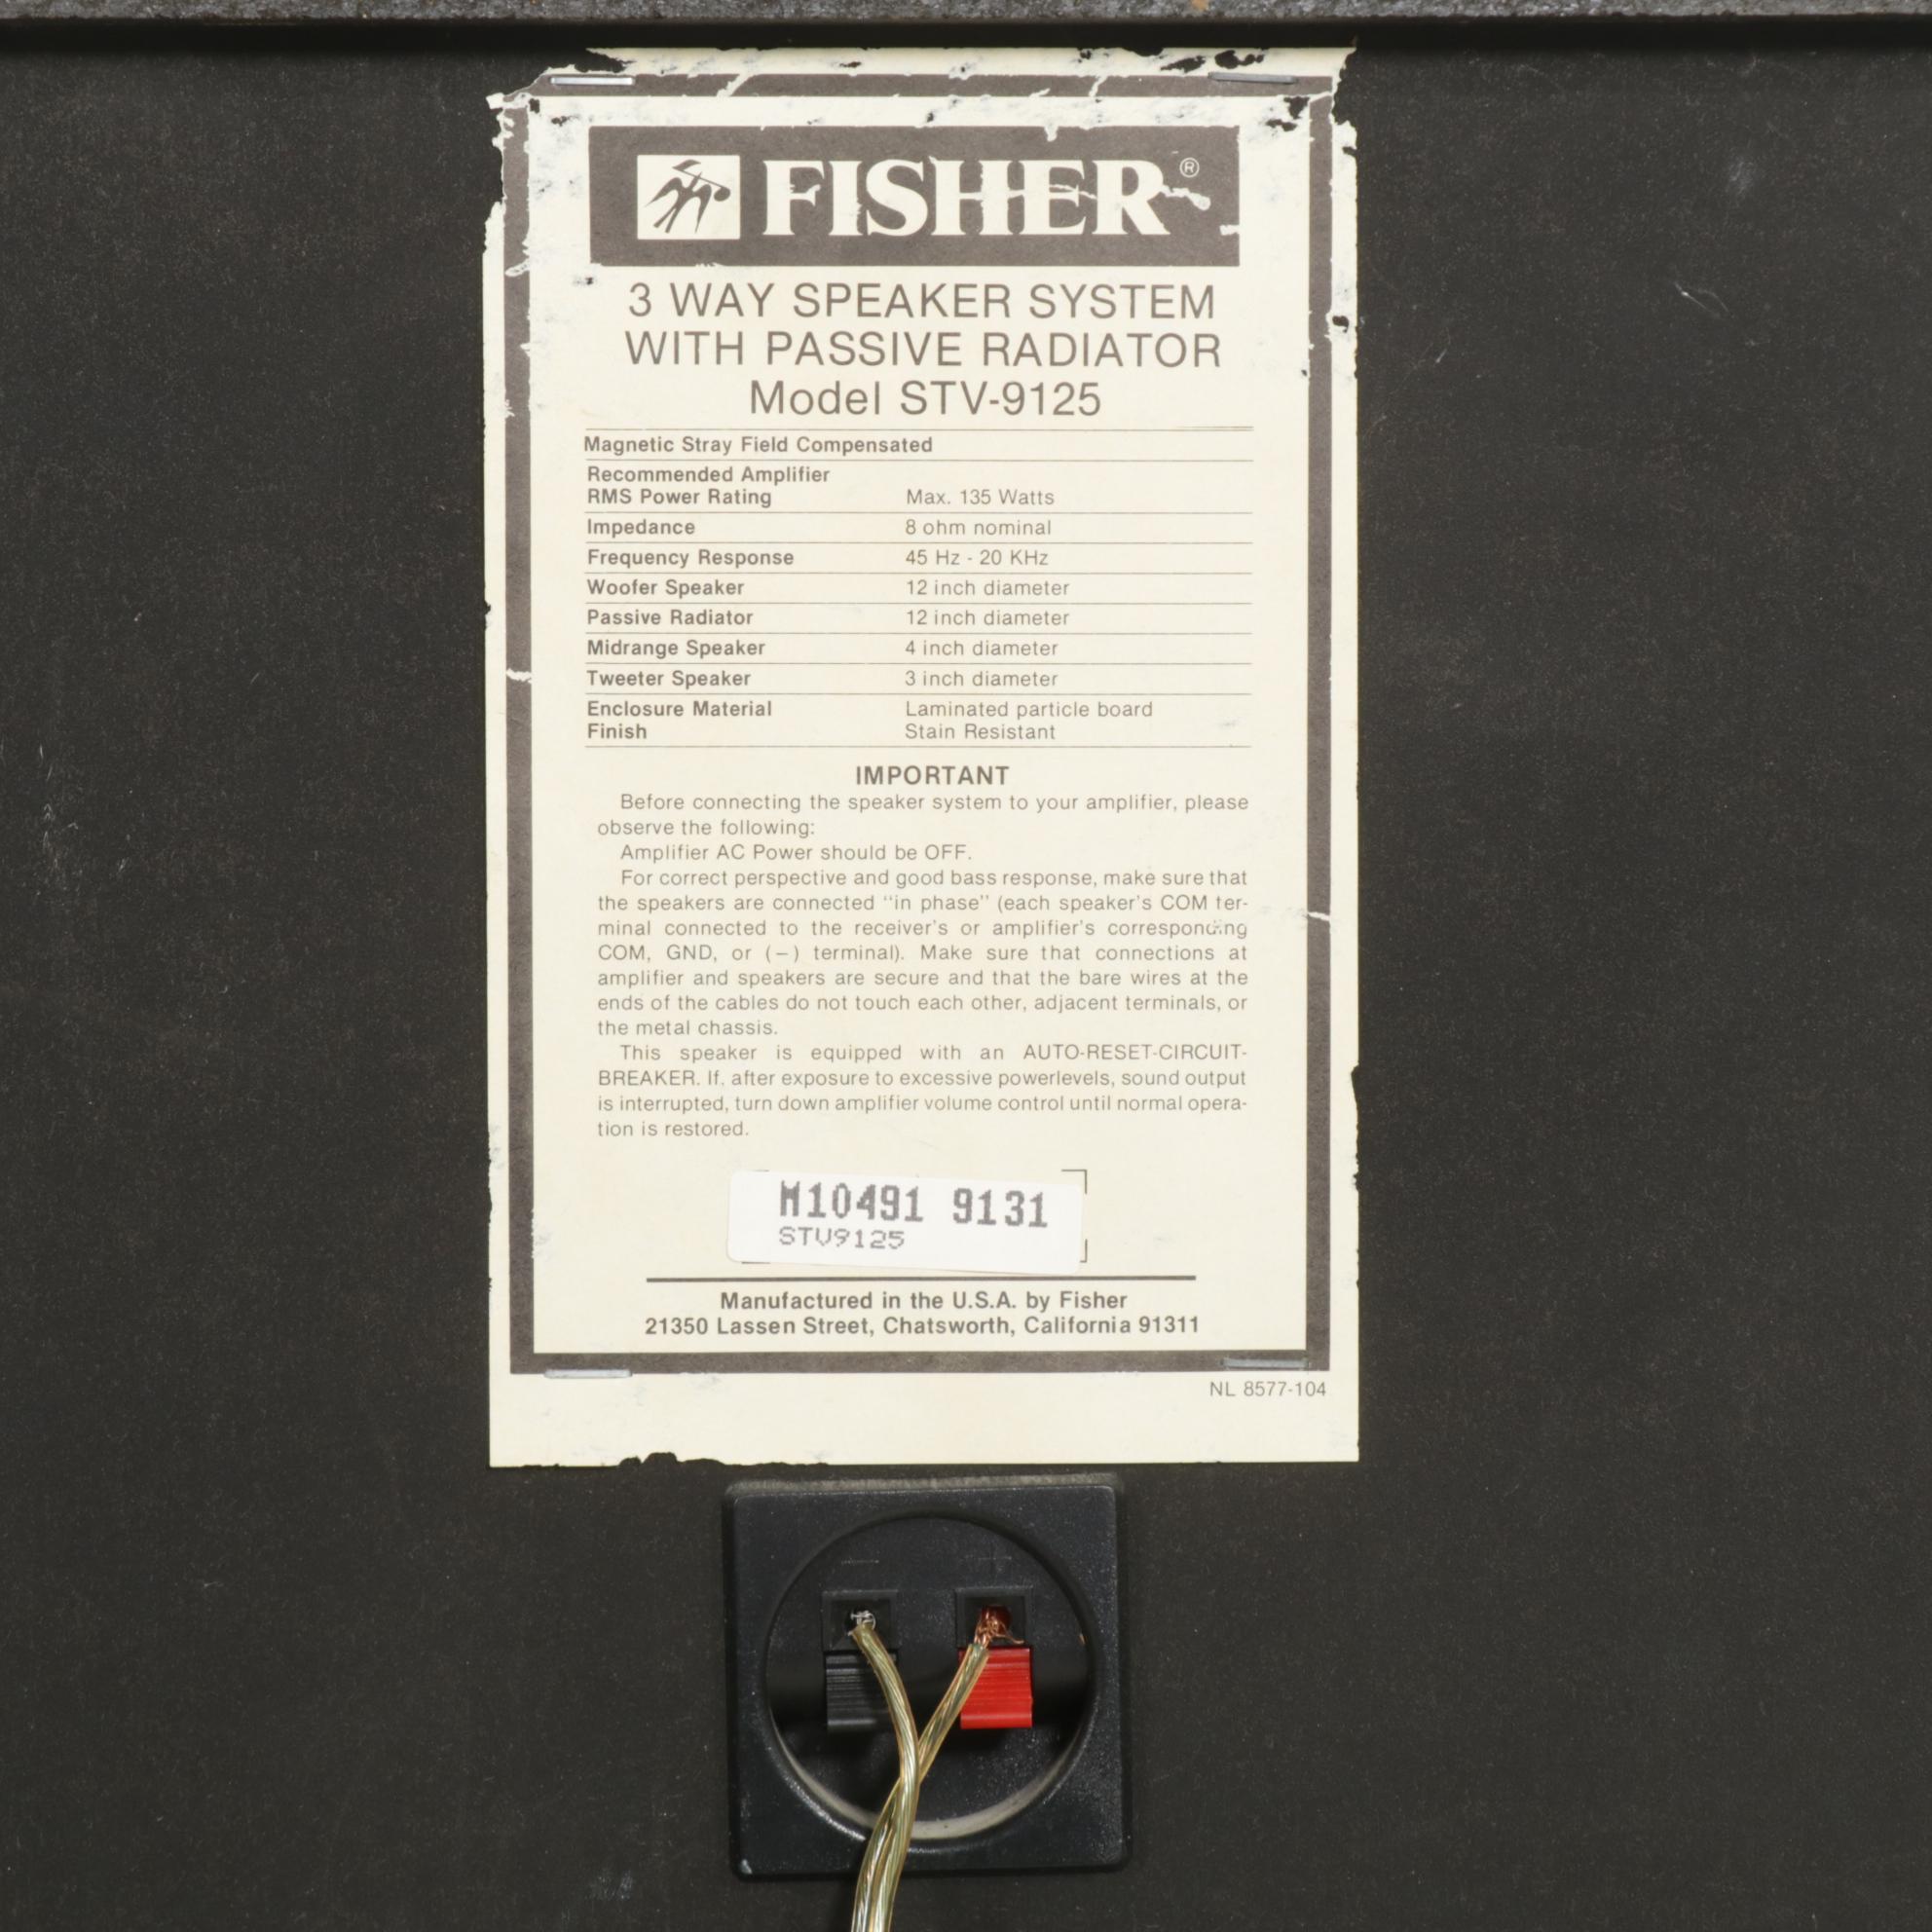 FISHER®
3 WAY SPEAKER SYSTEM
WITH PASSIVE RADIATOR
Model STV-9125
Magnetic Stray Field Compensated
Recommended Amplifier
RMS Power Rating Max. 135 Watts
Impedance 8 ohm nominal
Frequency Response 45 Hz - 20 KHz
Woofer Speaker 12 inch diameter
Passive Radiator 12 inch diameter
Midrange Speaker 4 inch diameter
Tweeter Speaker 3 inch diameter
Enclosure Material Laminated particle board
Finish Stain Resistant
IMPORTANT
Before connecting the speaker system to your amplifier, please
observe the following:
Amplifier AC Power should be OFF.
For correct perspective and good bass response, make sure that
the speakers are connected "in phase" (each speaker's COM ter-
minal connected to the receiver's or amplifier's corresponding
COM, GND, or (−) terminal). Make sure that connections at
amplifier and speakers are secure and that the bare wires at the
ends of the cables do not touch each other, adjacent terminals, or
the metal chassis.
This speaker is equipped with an AUTO-RESET-CIRCUIT-
BREAKER. If, after exposure to excessive powerlevels, sound output
is interrupted, turn down amplifier volume control until normal opera-
tion is restored.
M10491 9131
STV9125
Manufactured in the U.S.A. by Fisher
21350 Lassen Street, Chatsworth, California 91311
NL 8577-104